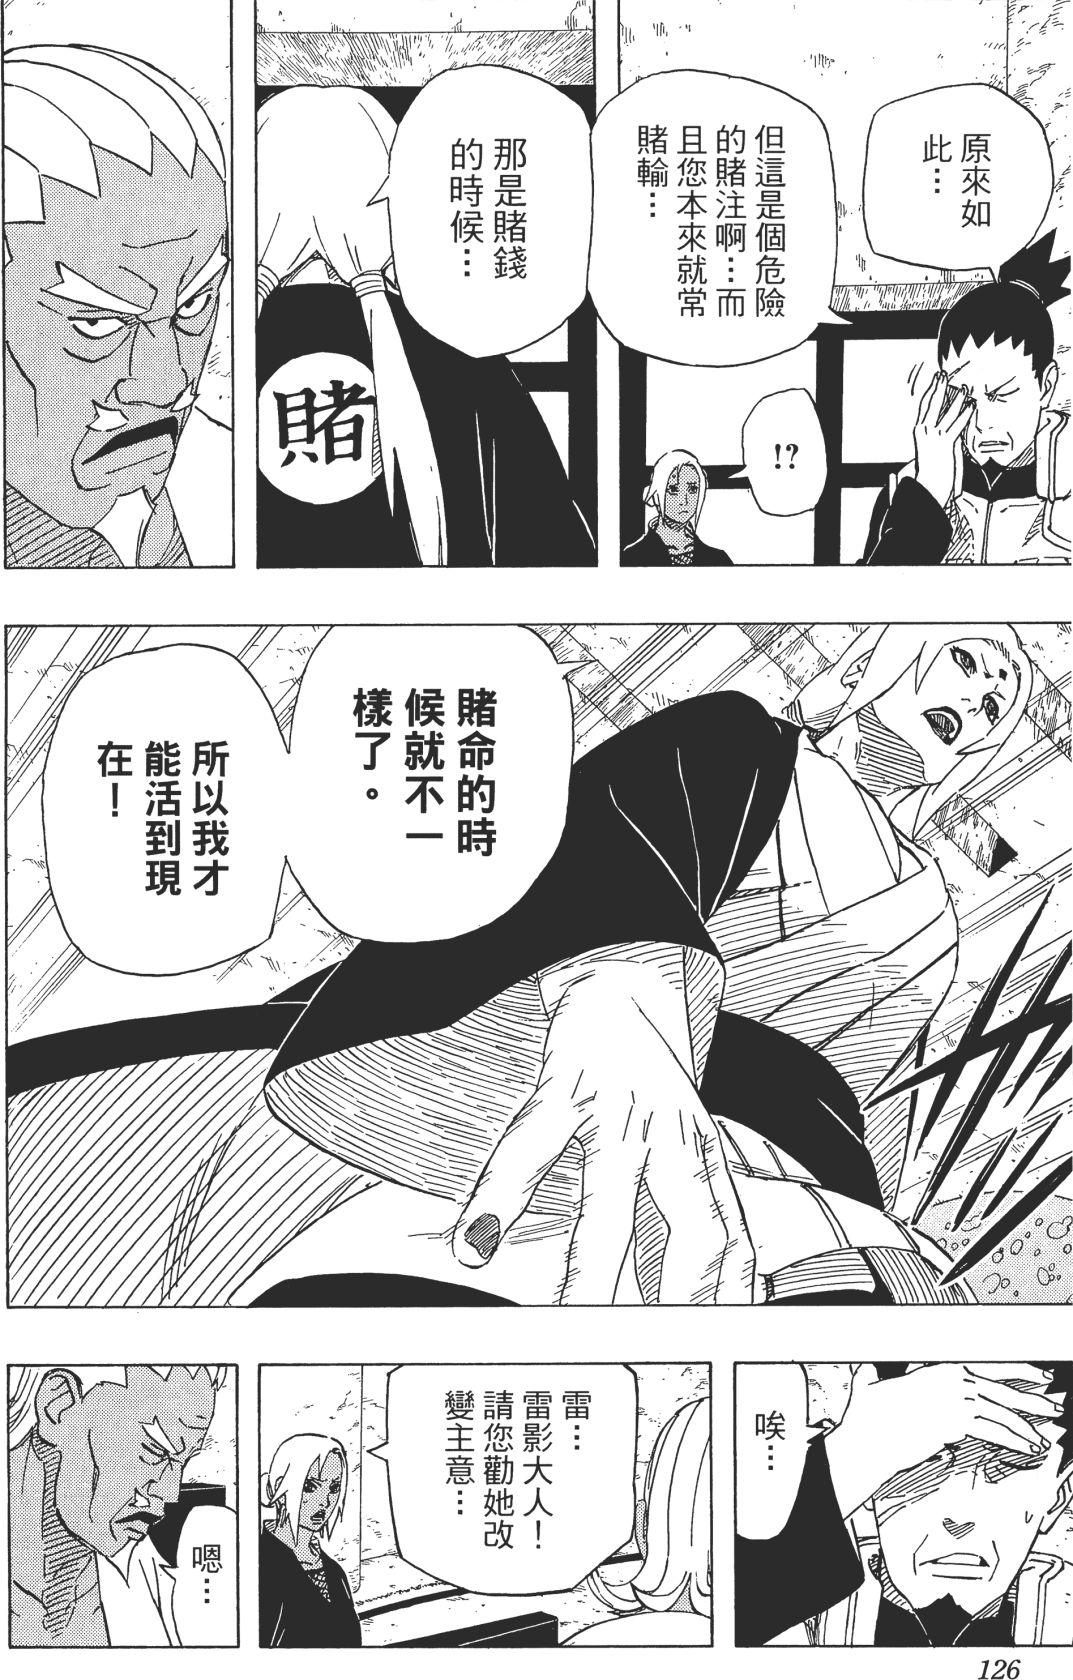 原來如
此…
但這是個危險
的賭注啊…而
且您本來就常
賭輸…
!?
那是賭錢
的時候…
賭
賭命的時
候就不一
樣了。
所以我才
能活到現
在！
唉…
雷…
雷影大人！
請您勸她改
變主意…
嗯…
126